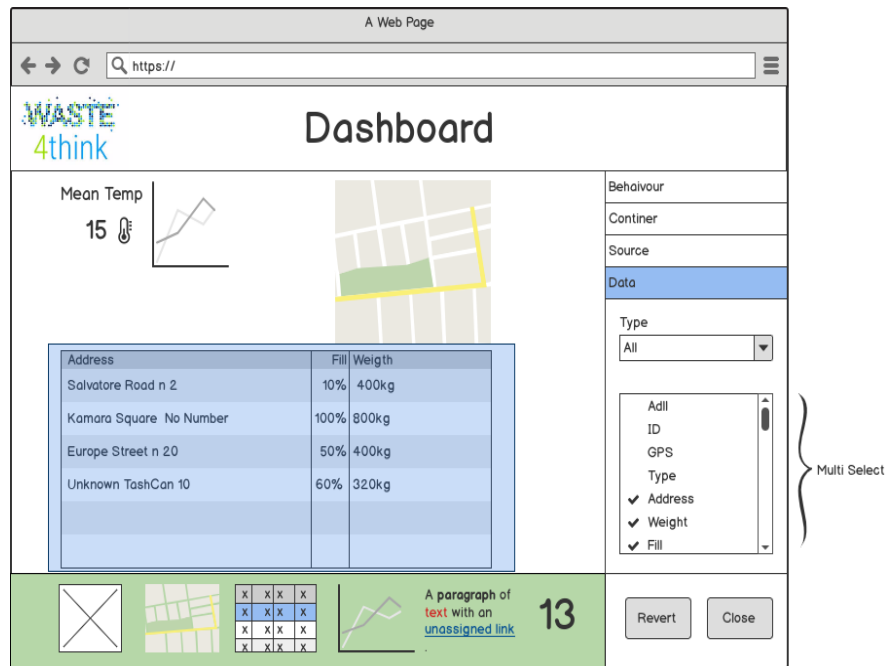 A Web Page
https://
WASTE
4think
Dashboard
Mean Temp
15
Behaivour
Continer
Source
Data
Type
All
Address Fill Weigth
Salvatore Road n 2 10% 400kg
Kamara Square No Number 100% 800kg
Europe Street n 20 50% 400kg
Unknown TashCan 10 60% 320kg
Adll
ID
GPS
Type
Address
Weight
Fill
Multi Select
X X X X
X X X X
X X X X
X X X X
A paragraph of
text with an
unassigned link
.
13
Revert Close